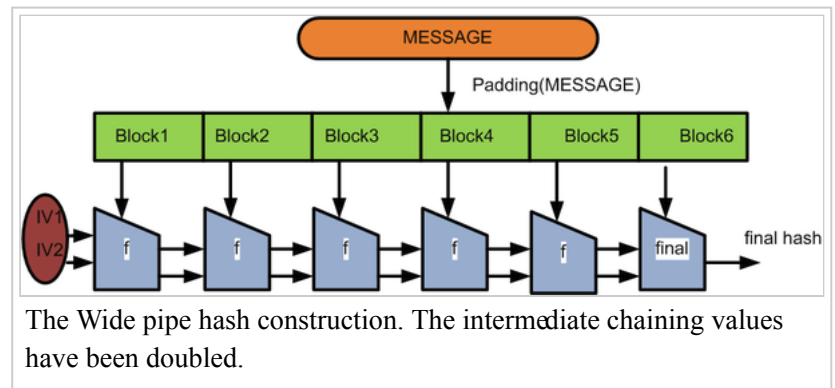 MESSAGE
Padding(MESSAGE)
Block1 Block2 Block3 Block4 Block5 Block6
IV1
IV2
f f f f f final
final hash
The Wide pipe hash construction. The intermediate chaining values
have been doubled.